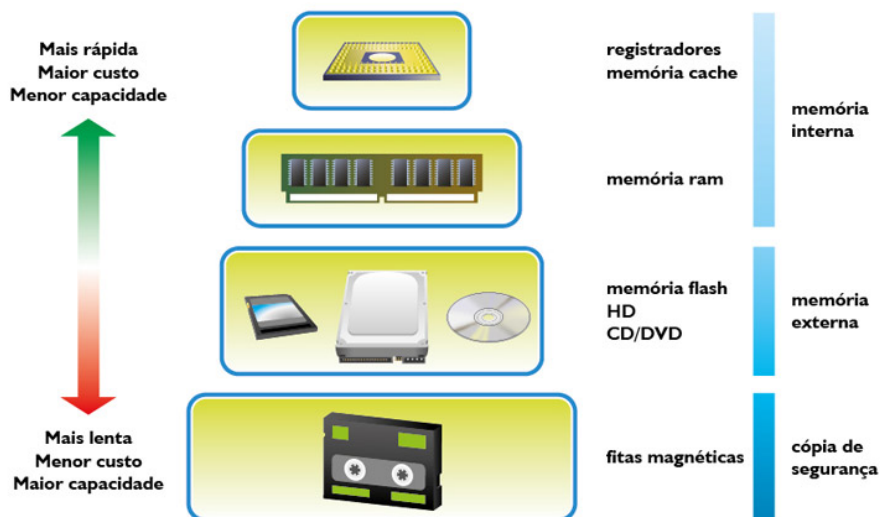 Mais rápida
Maior custo
Menor capacidade
registradores
memória cache
memória
interna
memória ram
memória flash
HD
CD/DVD
memória
externa
Mais lenta
Menor custo
Maior capacidade
fitas magnéticas
cópia de
segurança